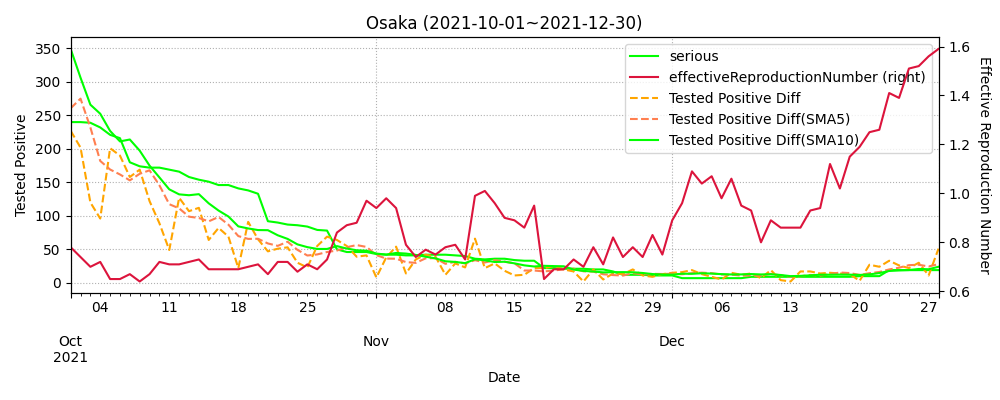 Osaka (2021-10-01~2021-12-30)
Tested Positive
350
300
250
200
150
100
50
0
serious
effectiveReproductionNumber (right)
Tested Positive Diff
Tested Positive Diff(SMA5)
Tested Positive Diff(SMA10)
1.6
1.4
1.2
1.0
0.8
0.6
Effective Reproduction Number
04 11 18 25 08 15 22 29 06 13 20 27
Oct Nov Dec
2021
Date